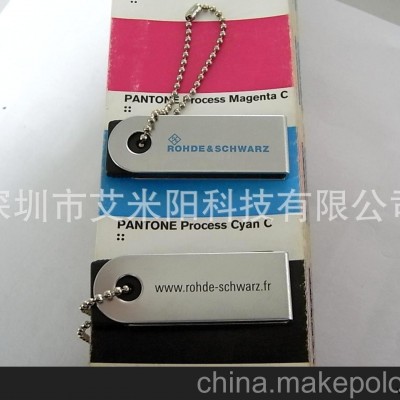 PANTONE Process Magenta C
ROHDE&SCHWARZ
深圳市艾米阳科技有限公司
PANTONE Process Cyan C
www.rohde-schwarz.fr
china.makepolo